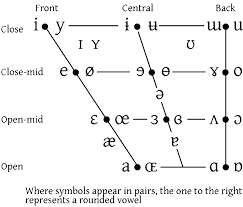 Front Central Back
Close i y ɨ ʉ ɯ u
ɪ ʏ ʊ
Close-mid e ø ɘ ɵ ɤ o
ə
Open-mid ɛ œ ɜ ɞ ʌ ɔ
æ ɐ
Open a ɶ ɑ ɒ
Where symbols appear in pairs, the one to the right
represents a rounded vowel